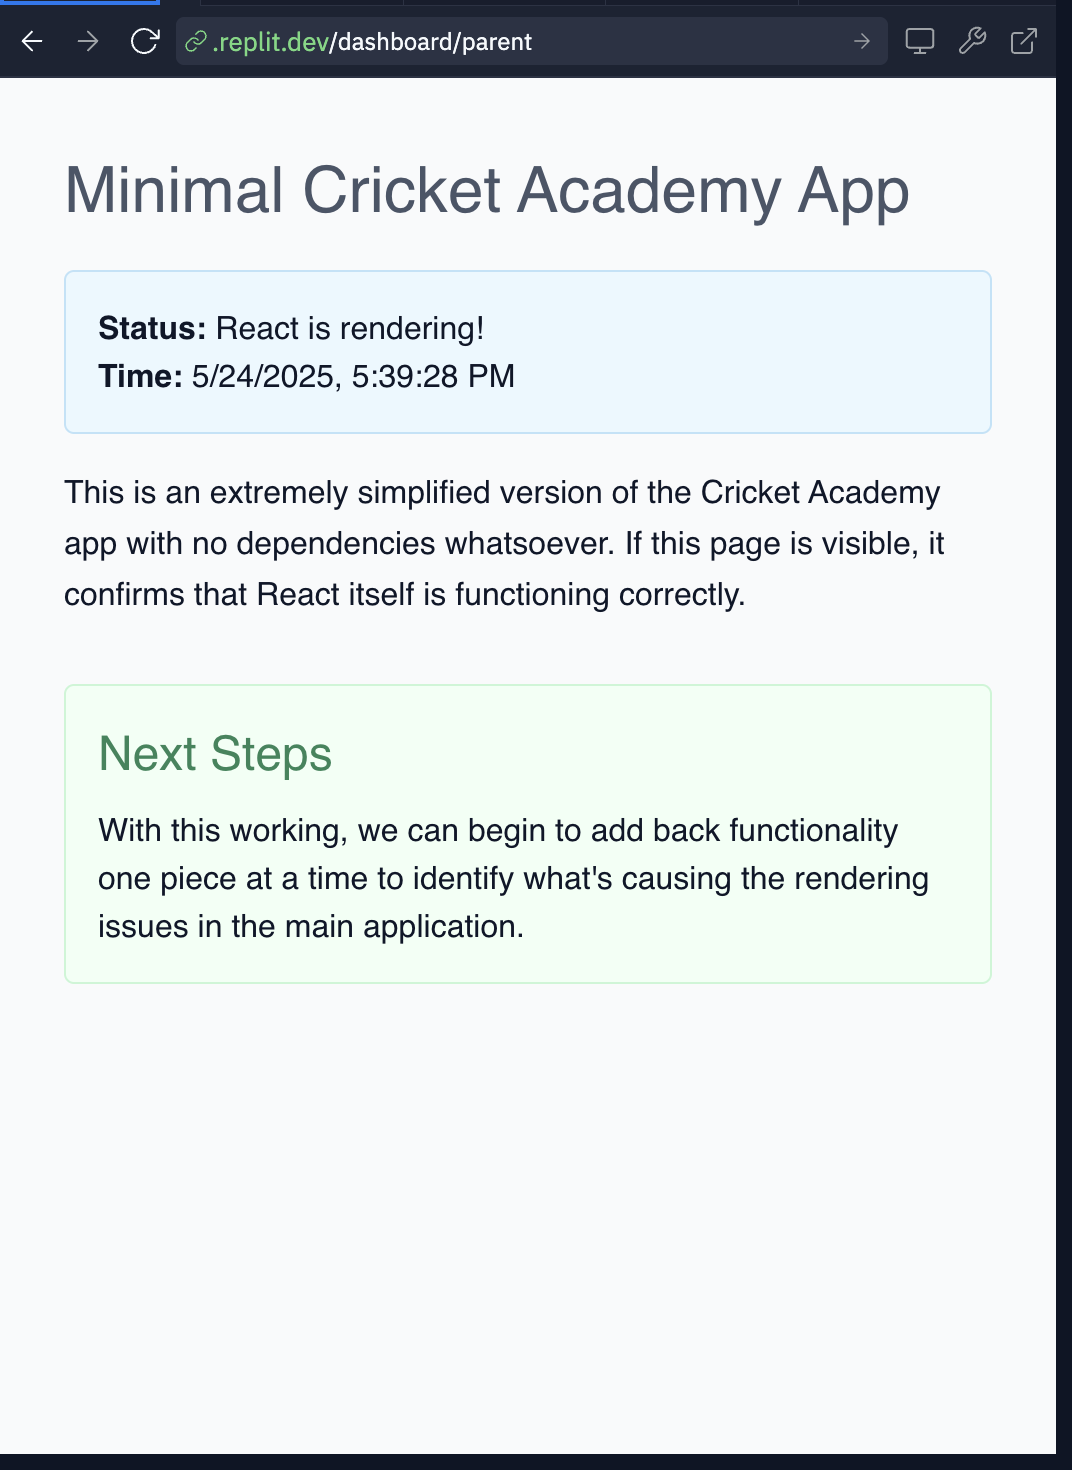 .replit.dev/dashboard/parent
Minimal Cricket Academy App
Status: React is rendering!
Time: 5/24/2025, 5:39:28 PM
This is an extremely simplified version of the Cricket Academy
app with no dependencies whatsoever. If this page is visible, it
confirms that React itself is functioning correctly.
Next Steps
With this working, we can begin to add back functionality
one piece at a time to identify what's causing the rendering
issues in the main application.